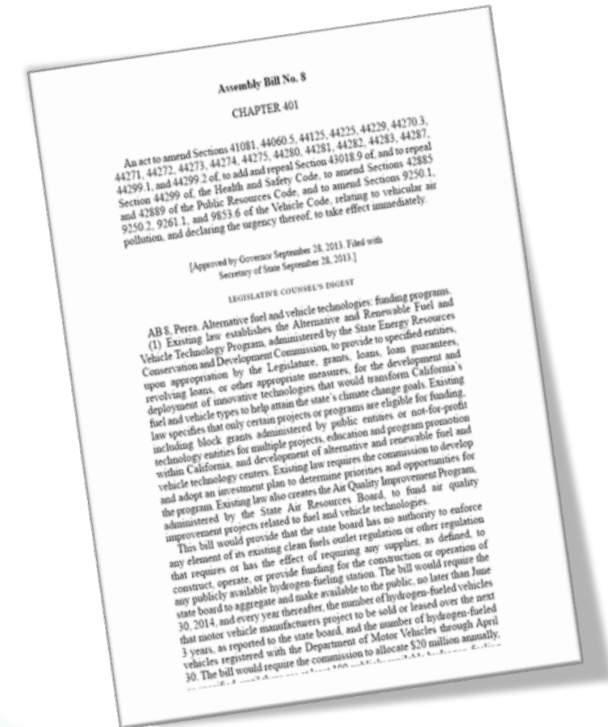 Assembly Bill No. 8
CHAPTER 401
An act to amend Sections 41081, 44060.5, 44125, 44225, 44229, 44270.3,
44271, 44272, 44273, 44274, 44275, 44280, 44281, 44282, 44283, 44287,
44299.1, and 44299.2 of, to add and repeal Section 43018.9 of, and to repeal
Section 44299 of, the Health and Safety Code, to amend Sections 42885
and 42889 of the Public Resources Code, and to amend Sections 9250.1,
9250.2, 9261.1, and 9853.6 of the Vehicle Code, relating to vehicular air
pollution, and declaring the urgency thereof, to take effect immediately.
[Approved by Governor September 28, 2013. Filed with
Secretary of State September 28, 2013.]
LEGISLATIVE COUNSEL'S DIGEST
AB 8, Perea. Alternative fuel and vehicle technologies: funding programs.
(1) Existing law establishes the Alternative and Renewable Fuel and
Vehicle Technology Program, administered by the State Energy Resources
Conservation and Development Commission, to provide to specified entities,
upon appropriation by the Legislature, grants, loans, loan guarantees,
revolving loans, or other appropriate measures, for the development and
deployment of innovative technologies that would transform California's
fuel and vehicle types to help attain the state's climate change goals. Existing
law specifies that only certain projects or programs are eligible for funding,
including block grants administered by public entities or not-for-profit
technology entities for multiple projects, education and program promotion
within California, and development of alternative and renewable fuel and
vehicle technology centers. Existing law requires the commission to develop
and adopt an investment plan to determine priorities and opportunities for
the program. Existing law also creates the Air Quality Improvement Program,
administered by the State Air Resources Board, to fund air quality
improvement projects related to fuel and vehicle technologies.
This bill would provide that the state board has no authority to enforce
any element of its existing clean fuels outlet regulation or other regulation
that requires or has the effect of requiring any supplier, as defined, to
construct, operate, or provide funding for the construction or operation of
any publicly available hydrogen-fueling station. The bill would require the
state board to aggregate and make available to the public, no later than June
30, 2014, and every year thereafter, the number of hydrogen-fueled vehicles
that motor vehicle manufacturers project to be sold or leased over the next
3 years, as reported to the state board, and the number of hydrogen-fueled
vehicles registered with the Department of Motor Vehicles through April
30. The bill would require the commission to allocate $20 million annually,